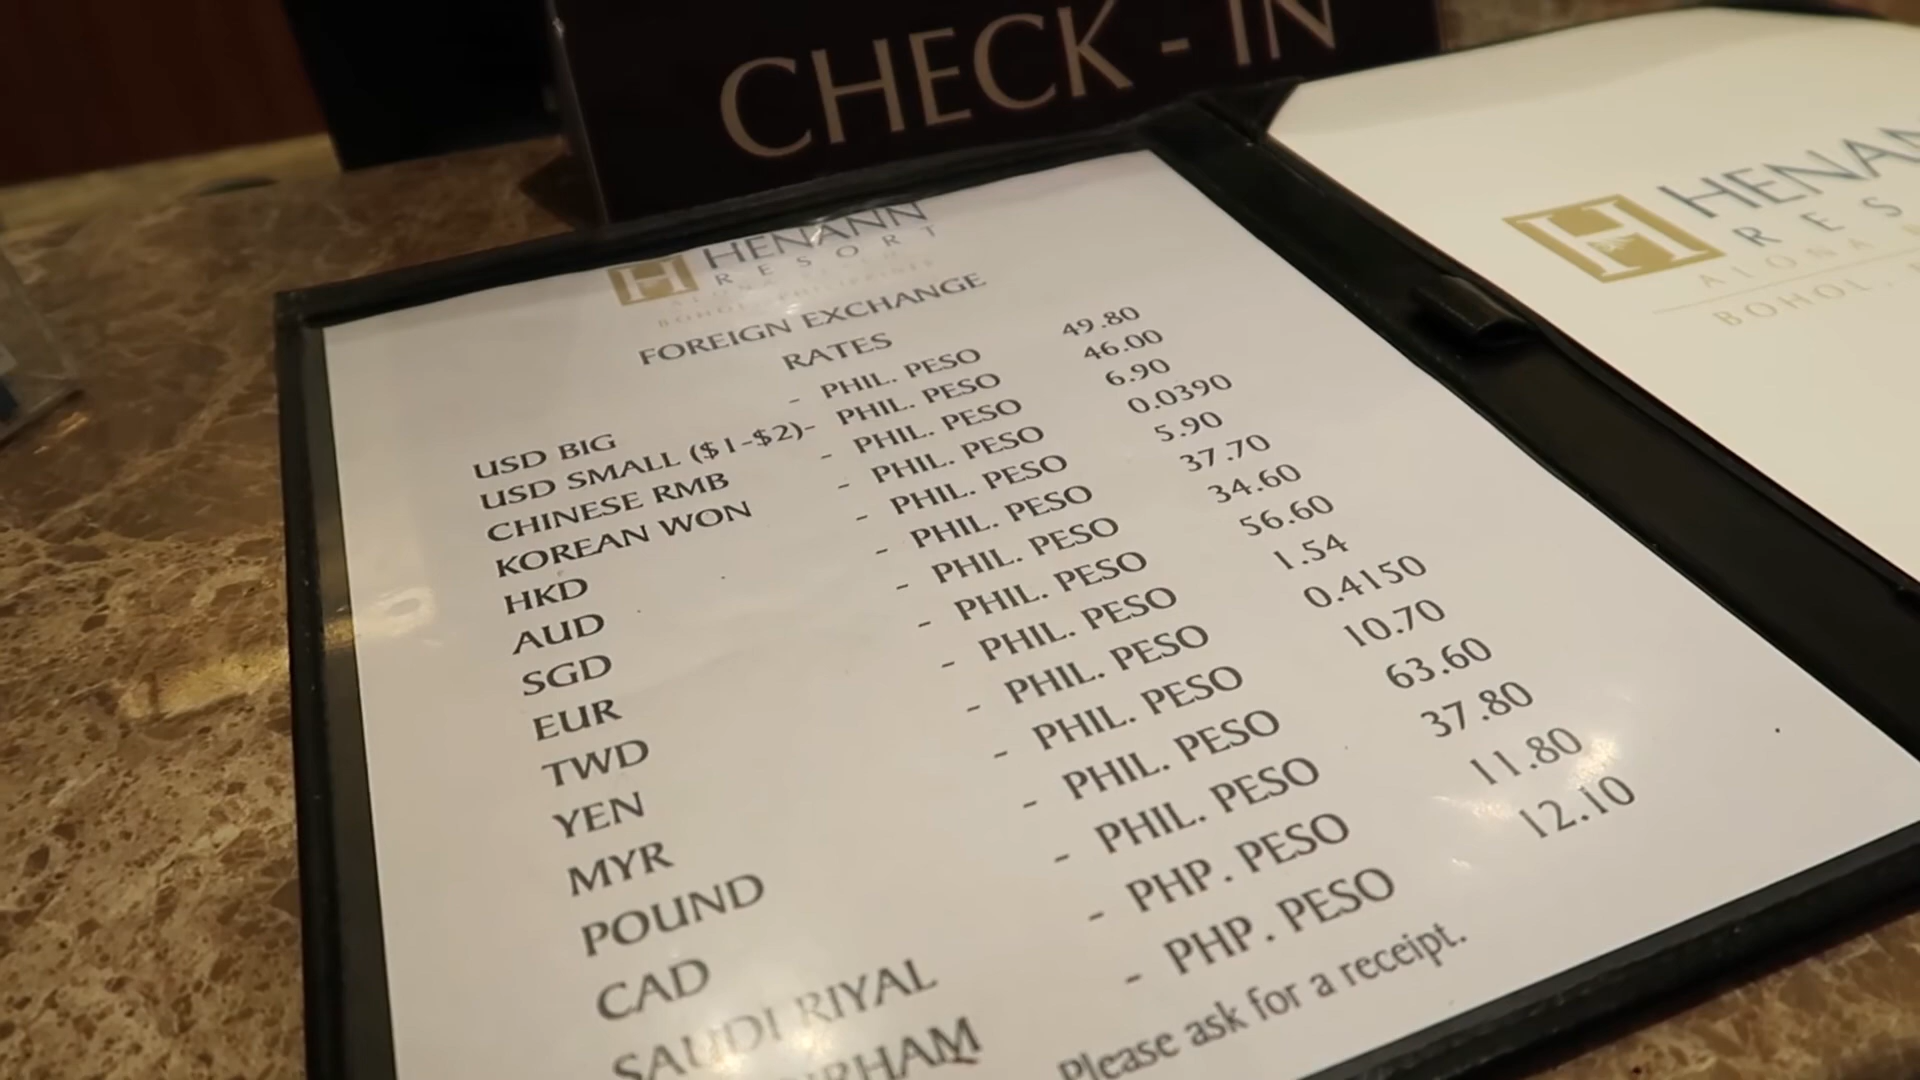 CHECK - IN
HENANN
RESORT
BOHOL, PHILIPPINES
FOREIGN EXCHANGE
RATES
USD BIG - PHIL. PESO 49.80
USD SMALL ($1-$2)- PHIL. PESO 46.00
CHINESE RMB - PHIL. PESO 6.90
KOREAN WON - PHIL. PESO 0.0390
HKD - PHIL. PESO 5.90
AUD - PHIL. PESO 37.70
SGD - PHIL. PESO 34.60
EUR - PHIL. PESO 56.60
TWD - PHIL. PESO 1.54
YEN - PHIL. PESO 0.4150
MYR - PHIL. PESO 10.70
POUND - PHIL. PESO 63.60
CAD - PHIL. PESO 37.80
SAUDI RIYAL - PHP. PESO 11.80
- PHP. PESO 12.10
Please ask for a receipt.
H
HENAN
RES
ALONA
BOHOL,